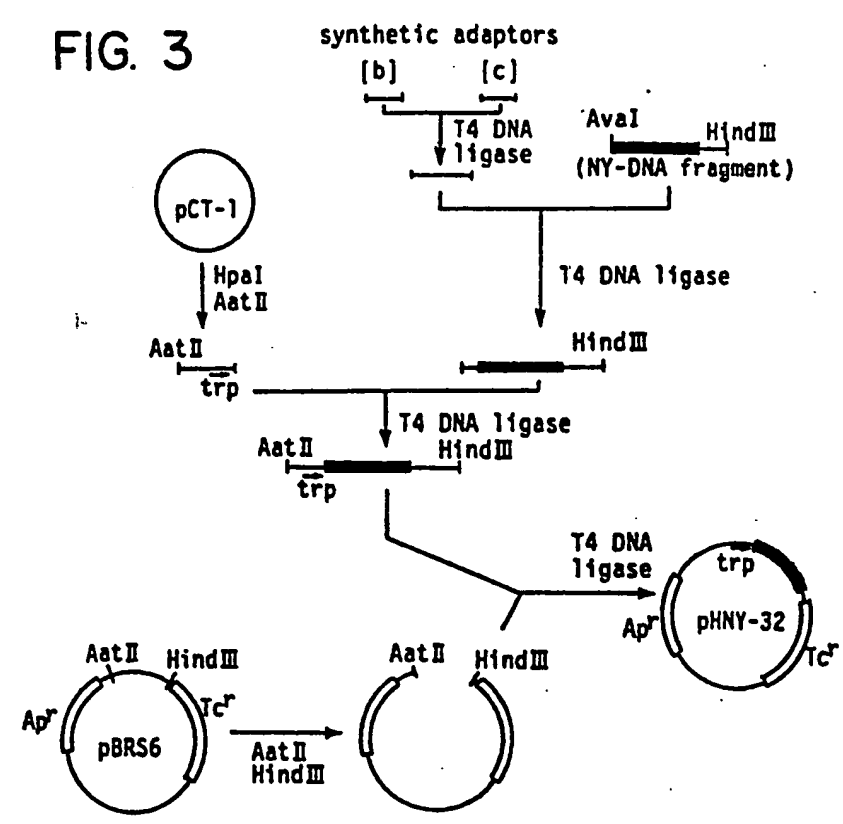 FIG. 3
synthetic adaptors
[b]
[c]
T4 DNA
ligase
AvaI
HindIII
(NY-DNA fragment)
pCT-1
HpaI
AatII
T4 DNA ligase
AatII
trp
HindIII
T4 DNA ligase
AatII
HindIII
trp
T4 DNA
ligase
trp
Apr
pHNY-32
Tcr
AatII
HindIII
Apr
Tcr
pBRS6
AatII
HindIII
AatII
HindIII